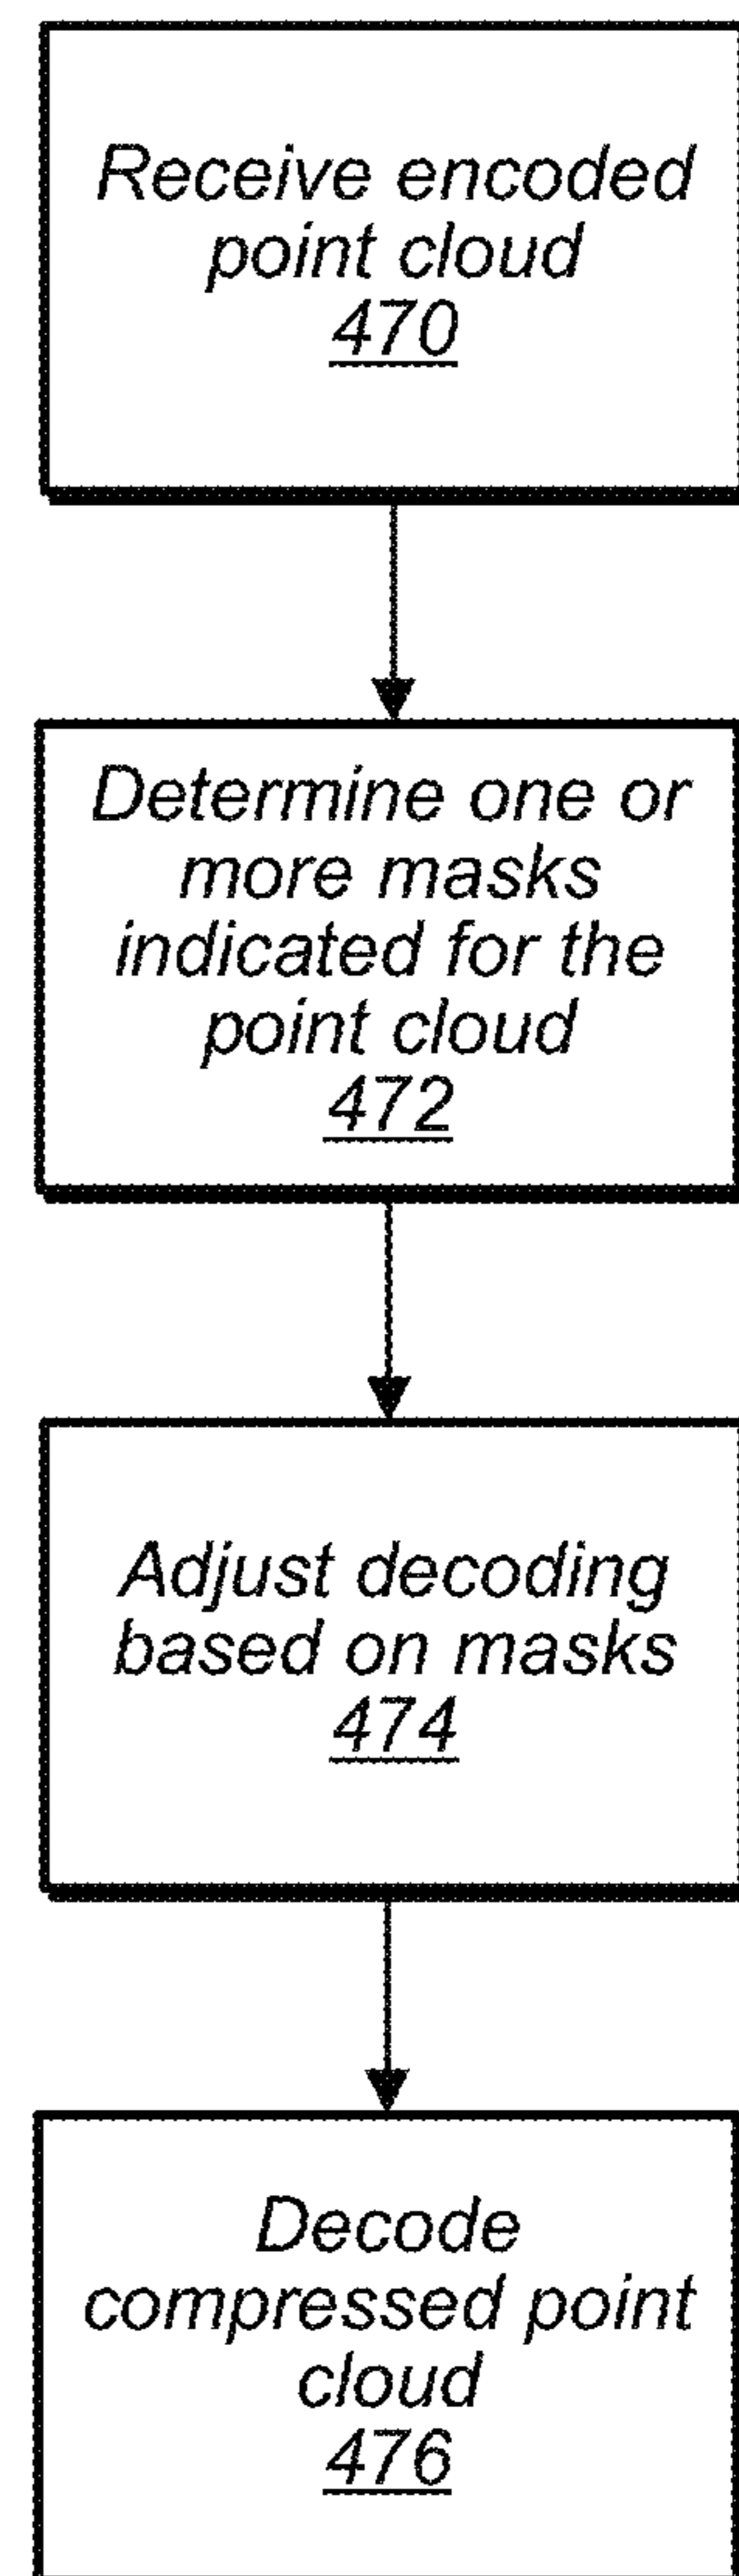 Receive encoded
point cloud
470
Determine one or
more masks
indicated for the
point cloud
472
Adjust decoding
based on masks
474
Decode
compressed point
cloud
476